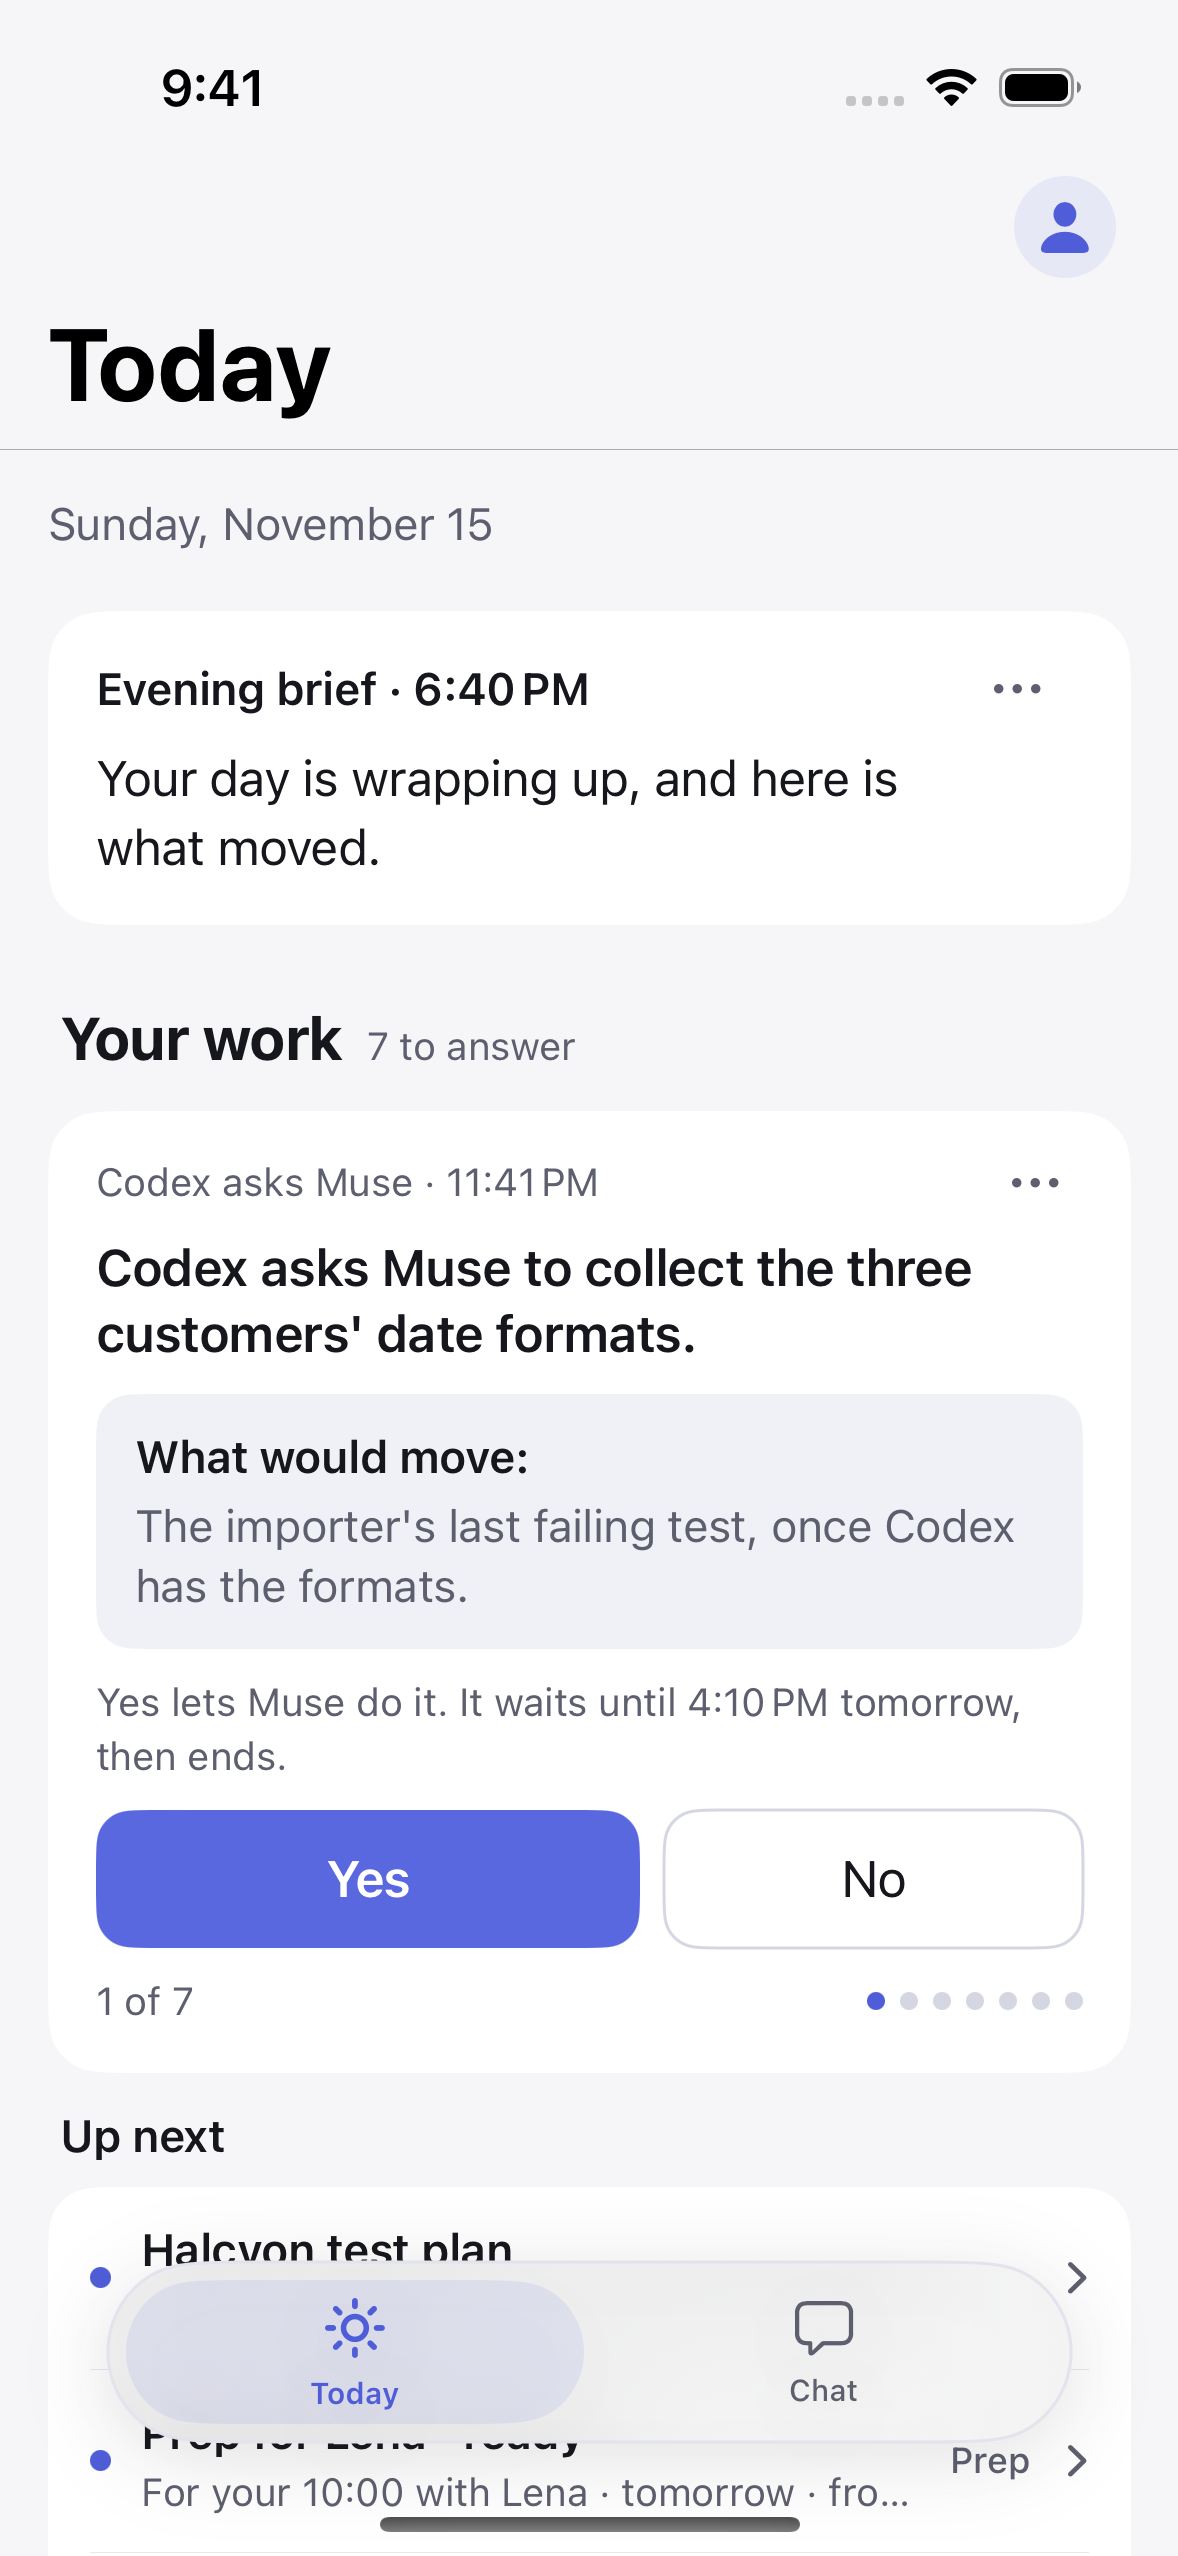 9:41
Today
Sunday, November 15
Evening brief · 6:40 PM
Your day is wrapping up, and here is
what moved.
Your work 7 to answer
Codex asks Muse · 11:41 PM
Codex asks Muse to collect the three
customers' date formats.
What would move:
The importer's last failing test, once Codex
has the formats.
Yes lets Muse do it. It waits until 4:10 PM tomorrow,
then ends.
Yes No
1 of 7
Up next
Halcyon test plan
Today Chat
Prep for Lena · ready
Prep
For your 10:00 with Lena · tomorrow · fro...